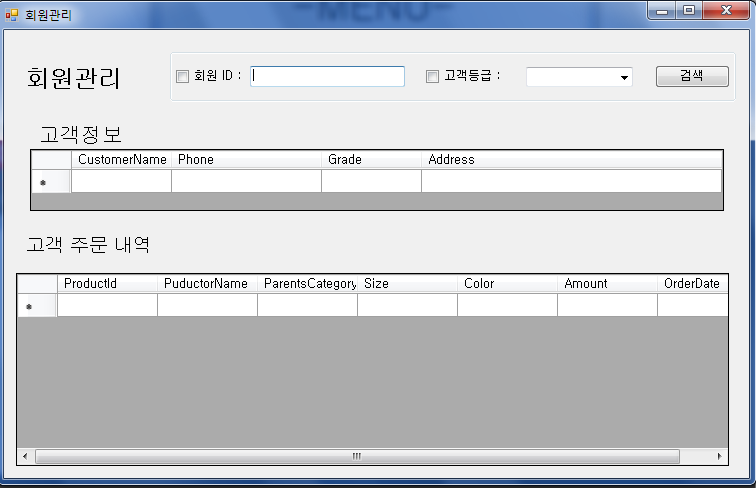 -MENU-
회원관리
회원관리
회원 ID :
고객등급 :
검색
고객정보
CustomerName Phone Grade Address
고객 주문 내역
ProductId PuductorName ParentsCategory Size Color Amount OrderDate